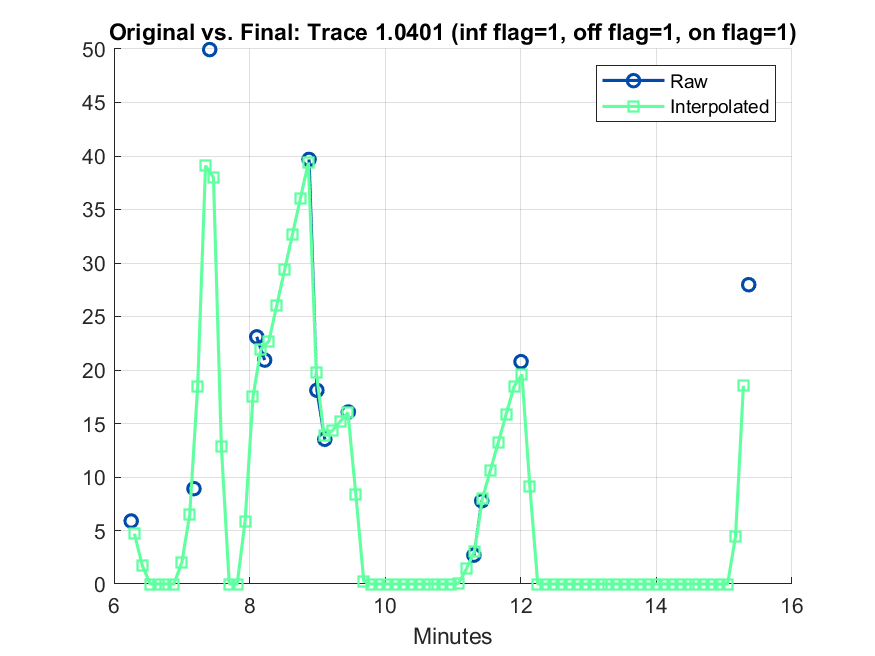 Original vs. Final: Trace 1.0401 (inf flag=1, off flag=1, on flag=1)
50
45
40
35
30
25
20
15
10
5
0
Raw
Interpolated
6 8 10 12 14 16
Minutes